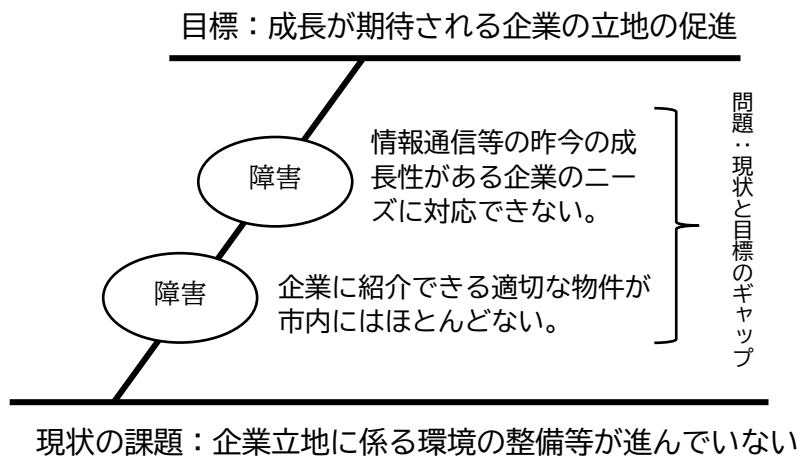 目標：成長が期待される企業の立地の促進
障害
情報通信等の昨今の成
長性がある企業のニー
ズに対応できない。
障害
企業に紹介できる適切な物件が
市内にはほとんどない。
問題：現状と目標のギャップ
現状の課題：企業立地に係る環境の整備等が進んでいない